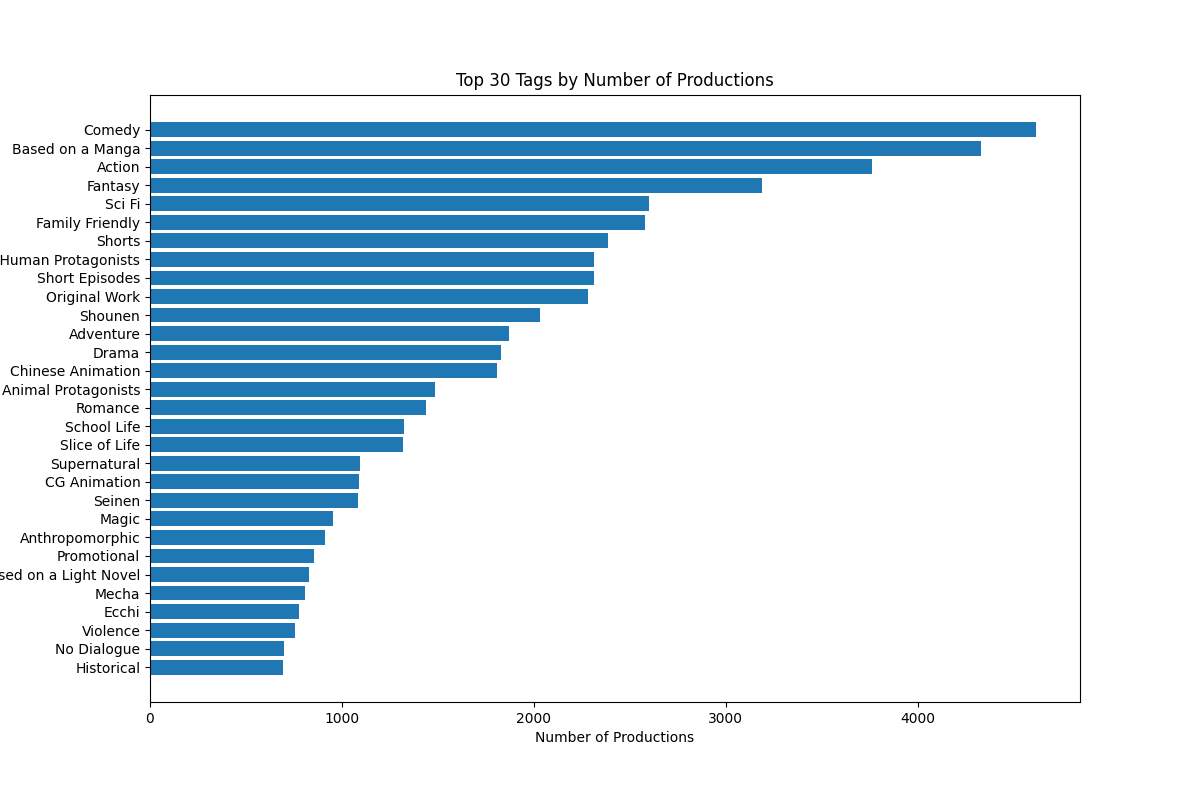 Top 30 Tags by Number of Productions
Comedy
Based on a Manga
Action
Fantasy
Sci Fi
Family Friendly
Shorts
Human Protagonists
Short Episodes
Original Work
Shounen
Adventure
Drama
Chinese Animation
Animal Protagonists
Romance
School Life
Slice of Life
Supernatural
CG Animation
Seinen
Magic
Anthropomorphic
Promotional
sed on a Light Novel
Mecha
Ecchi
Violence
No Dialogue
Historical
0 1000 2000 3000 4000
Number of Productions